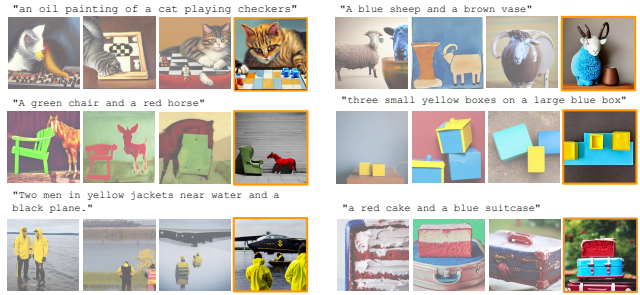 "an oil painting of a cat playing checkers"
"A blue sheep and a brown vase"
"A green chair and a red horse"
"three small yellow boxes on a large blue box"
"Two men in yellow jackets near water and a
black plane."
"a red cake and a blue suitcase"